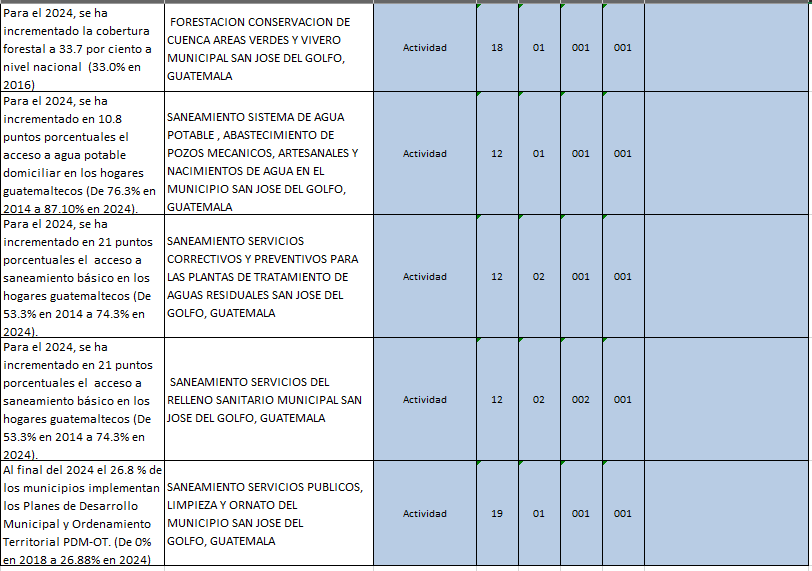 Para el 2024, se ha
incrementado la cobertura
forestal a 33.7 por ciento a
nivel nacional (33.0% en
2016)
FORESTACION CONSERVACION DE
CUENCA AREAS VERDES Y VIVERO
MUNICIPAL SAN JOSE DEL GOLFO,
GUATEMALA
Actividad 18 01 001 001
Para el 2024, se ha
incrementado en 10.8
puntos porcentuales el
acceso a agua potable
domiciliar en los hogares
guatemaltecos (De 76.3% en
2014 a 87.10% en 2024).
SANEAMIENTO SISTEMA DE AGUA
POTABLE , ABASTECIMIENTO DE
POZOS MECANICOS, ARTESANALES Y
NACIMIENTOS DE AGUA EN EL
MUNICIPIO SAN JOSE DEL GOLFO,
GUATEMALA
Actividad 12 01 001 001
Para el 2024, se ha
incrementado en 21 puntos
porcentuales el acceso a
saneamiento básico en los
hogares guatemaltecos (De
53.3% en 2014 a 74.3% en
2024).
SANEAMIENTO SERVICIOS
CORRECTIVOS Y PREVENTIVOS PARA
LAS PLANTAS DE TRATAMIENTO DE
AGUAS RESIDUALES SAN JOSE DEL
GOLFO, GUATEMALA
Actividad 12 02 001 001
Para el 2024, se ha
incrementado en 21 puntos
porcentuales el acceso a
saneamiento básico en los
hogares guatemaltecos (De
53.3% en 2014 a 74.3% en
2024).
SANEAMIENTO SERVICIOS DEL
RELLENO SANITARIO MUNICIPAL SAN
JOSE DEL GOLFO, GUATEMALA
Actividad 12 02 002 001
Al final del 2024 el 26.8 % de
los municipios implementan
los Planes de Desarrollo
Municipal y Ordenamiento
Territorial PDM-OT. (De 0%
en 2018 a 26.88% en 2024)
SANEAMIENTO SERVICIOS PUBLICOS,
LIMPIEZA Y ORNATO DEL
MUNICIPIO SAN JOSE DEL
GOLFO, GUATEMALA
Actividad 19 01 001 001